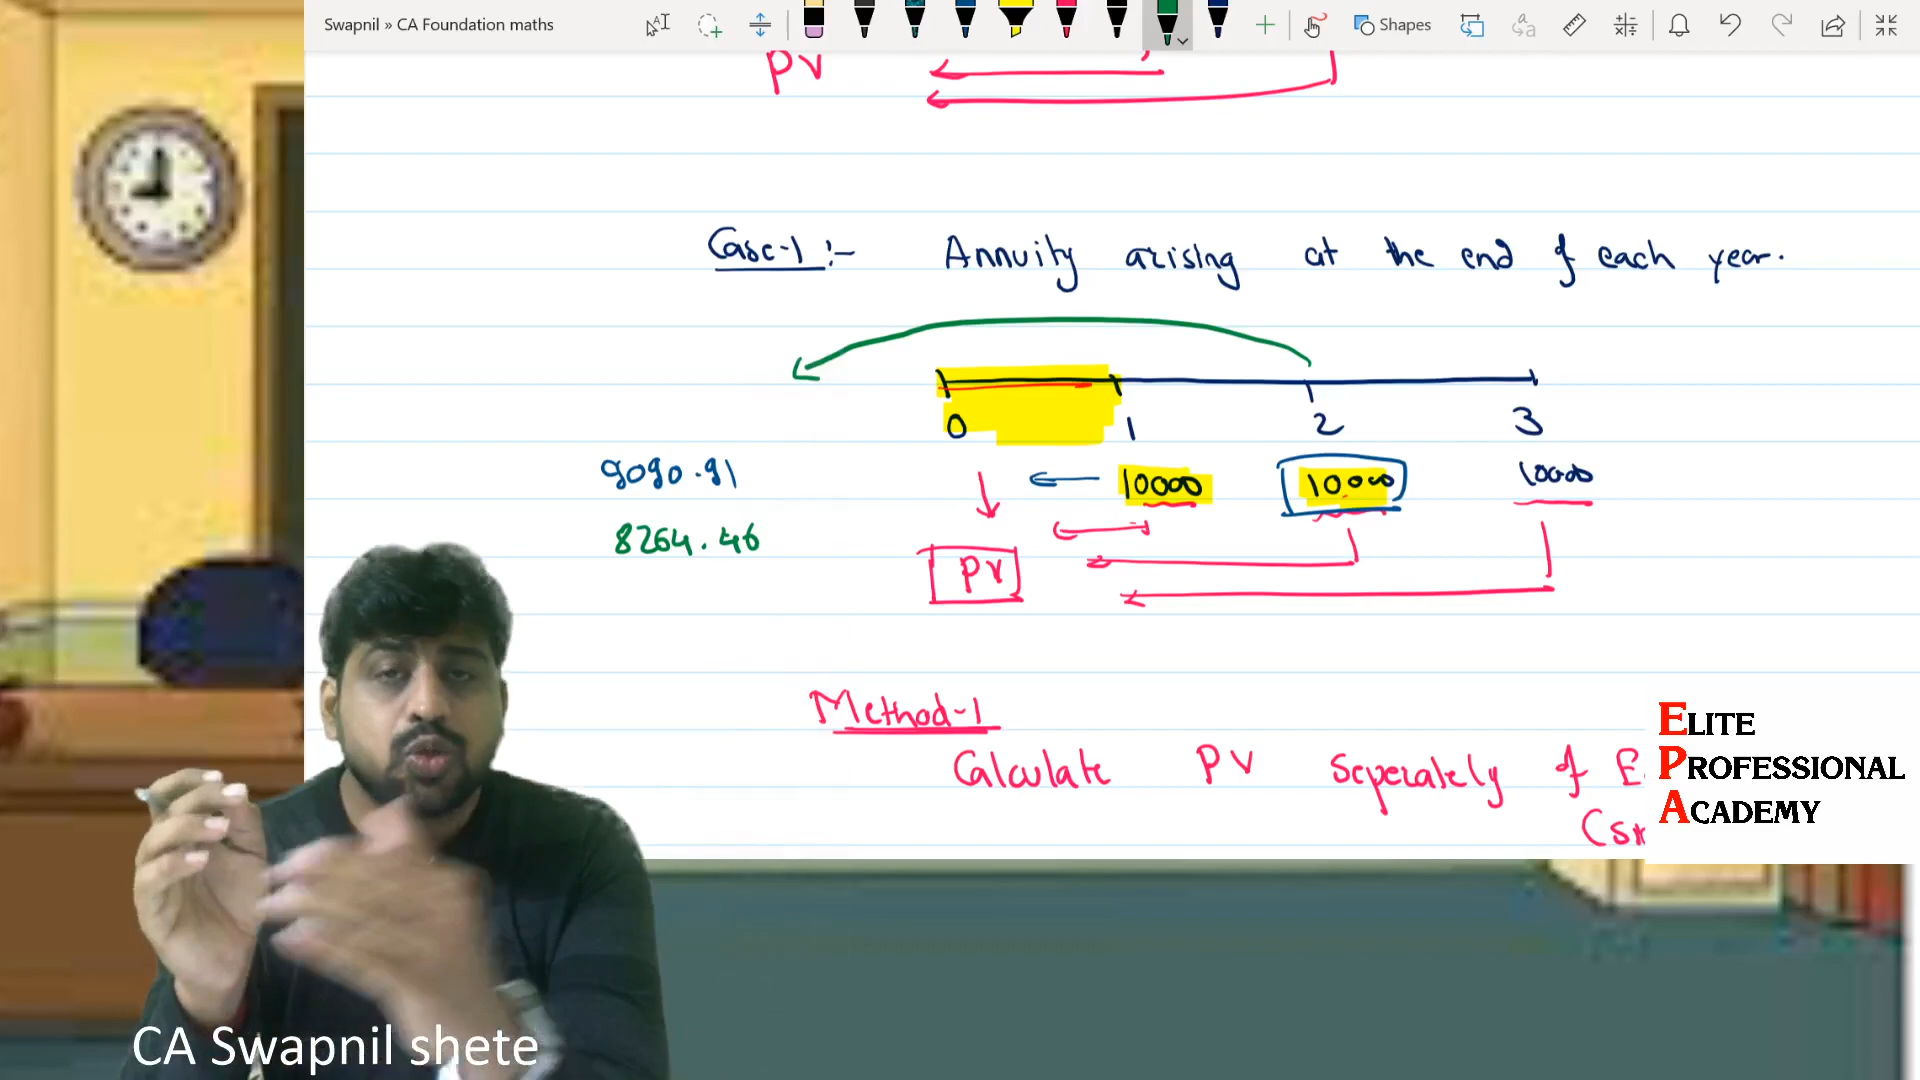 Swapnil » CA Foundation maths
Shapes
PV
Case-1 :- Annuity arising at the end of each year.
0 1 2 3
9090.91
10000 10000 10000
8264.46
PV
Method-1
Calculate PV Seperately of E
(
ELITE
PROFESSIONAL
ACADEMY
CA Swapnil shete